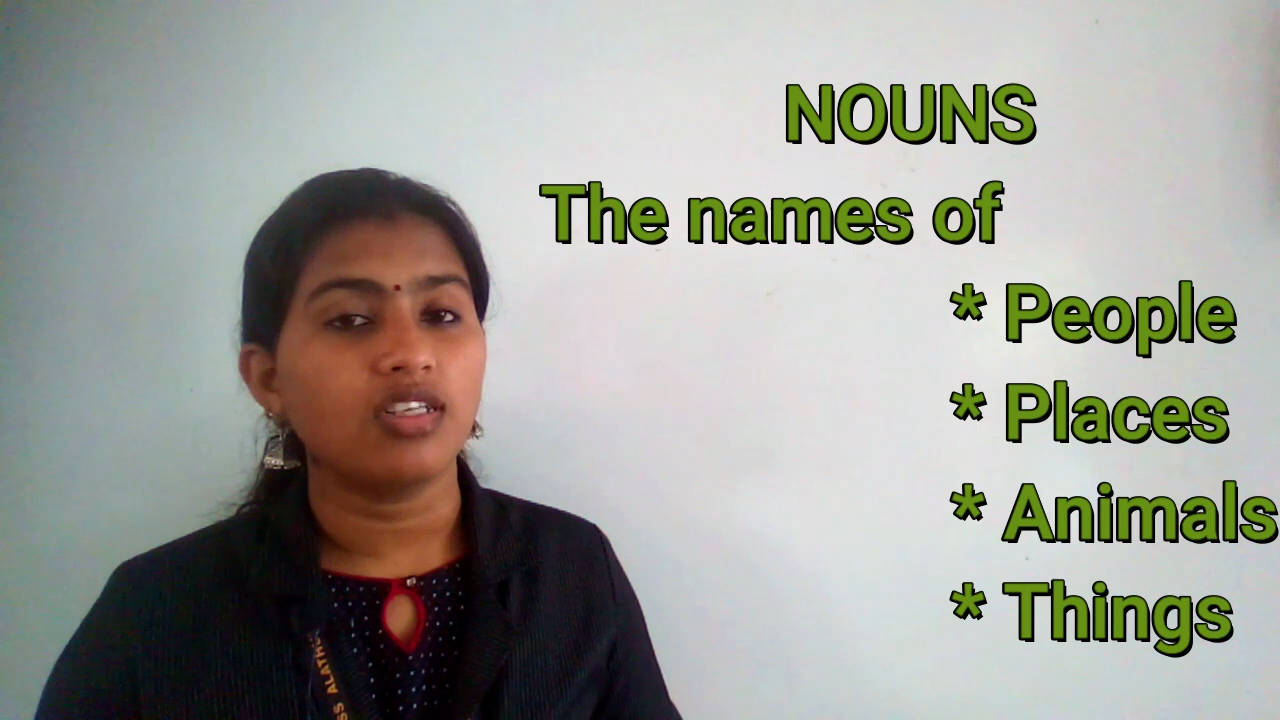 NOUNS
The names of
* People
* Places
* Animals
* Things